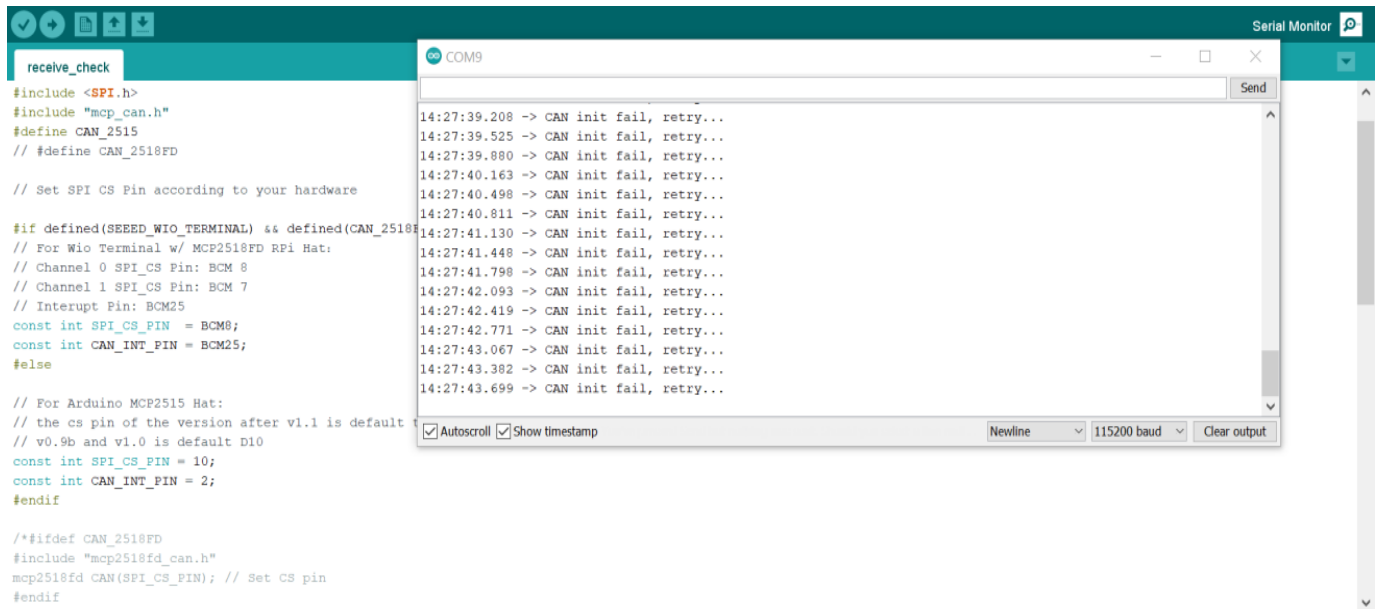 Serial Monitor
receive_check
#include <SPI.h>
#include "mcp_can.h"
#define CAN_2515
// #define CAN_2518FD
// Set SPI CS Pin according to your hardware
#if defined(SEEED_WIO_TERMINAL) && defined(CAN_2518
// For Wio Terminal w/ MCP2518FD RPi Hat:
// Channel 0 SPI_CS Pin: BCM 8
// Channel 1 SPI_CS Pin: BCM 7
// Interupt Pin: BCM25
const int SPI_CS_PIN  = BCM8;
const int CAN_INT_PIN = BCM25;
#else
// For Arduino MCP2515 Hat:
// the cs pin of the version after v1.1 is default
// v0.9b and v1.0 is default D10
const int SPI_CS_PIN = 10;
const int CAN_INT_PIN = 2;
#endif
/*#ifdef CAN_2518FD
#include "mcp2518fd_can.h"
mcp2518fd CAN(SPI_CS_PIN); // Set CS pin
#endif
COM9
Send
14:27:39.208 -> CAN init fail, retry...
14:27:39.525 -> CAN init fail, retry...
14:27:39.880 -> CAN init fail, retry...
14:27:40.163 -> CAN init fail, retry...
14:27:40.498 -> CAN init fail, retry...
14:27:40.811 -> CAN init fail, retry...
14:27:41.130 -> CAN init fail, retry...
14:27:41.448 -> CAN init fail, retry...
14:27:41.798 -> CAN init fail, retry...
14:27:42.093 -> CAN init fail, retry...
14:27:42.419 -> CAN init fail, retry...
14:27:42.771 -> CAN init fail, retry...
14:27:43.067 -> CAN init fail, retry...
14:27:43.382 -> CAN init fail, retry...
14:27:43.699 -> CAN init fail, retry...
Autoscroll Show timestamp Newline 115200 baud Clear output